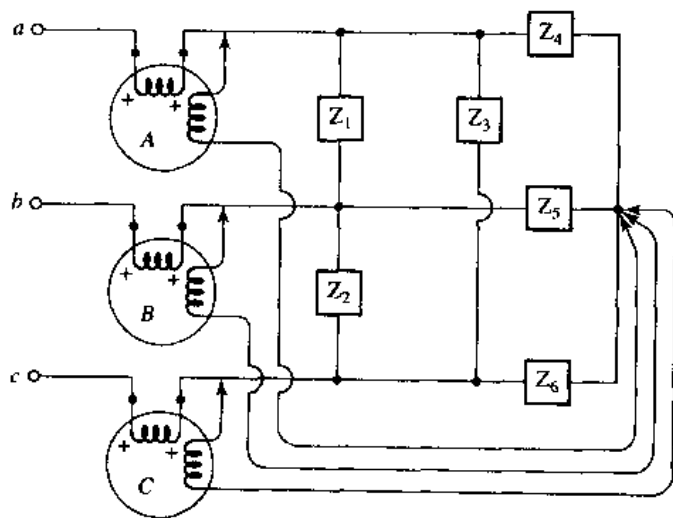 a
Z₄
+ +
A
Z₁
Z₃
b
Z₅
+ +
B
Z₂
c
Z₆
+ +
C